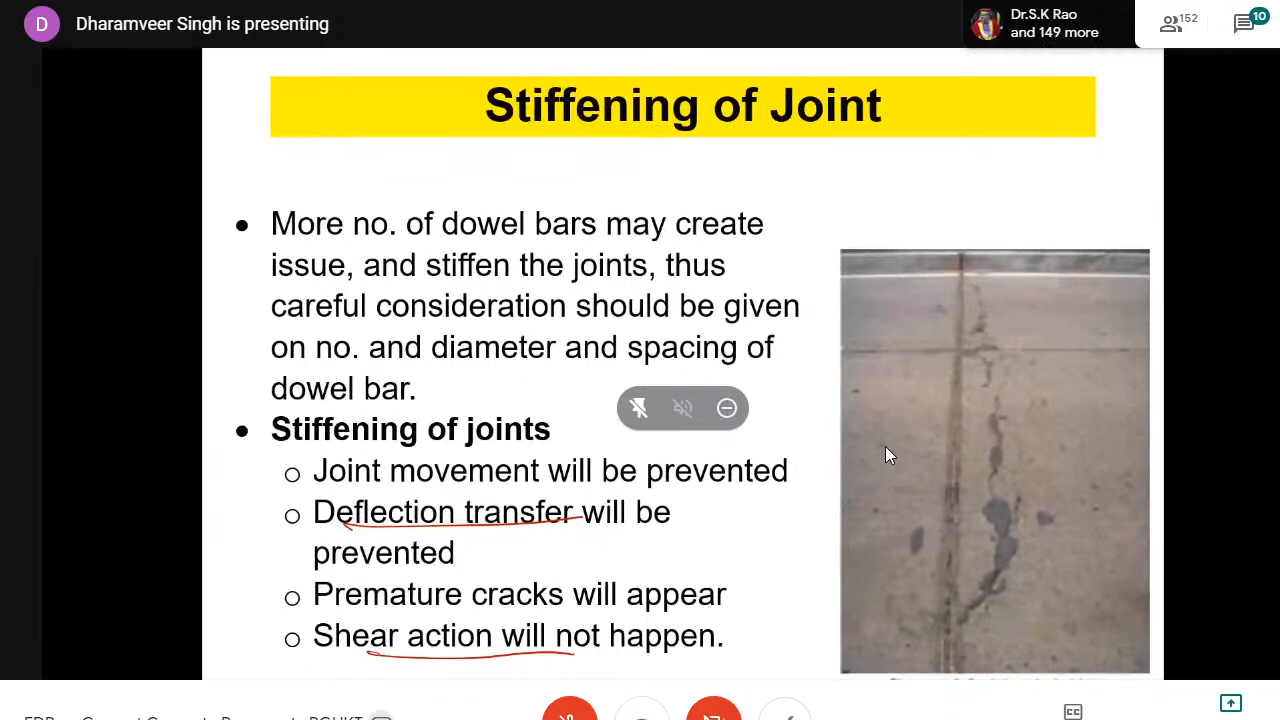 D
Dharamveer Singh is presenting
Dr.S.K Rao
and 149 more
152
10
Stiffening of Joint
• More no. of dowel bars may create
issue, and stiffen the joints, thus
careful consideration should be given
on no. and diameter and spacing of
dowel bar.
• Stiffening of joints
o Joint movement will be prevented
o Deflection transfer will be
prevented
o Premature cracks will appear
o Shear action will not happen.
CC